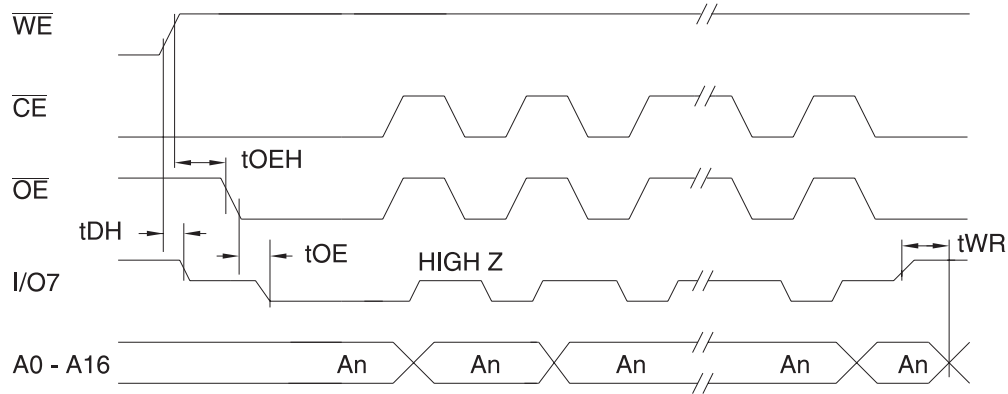 WE
CE
tOEH
OE
tDH
tOE
HIGH Z
tWR
I/O7
A0 - A16 An An An An An